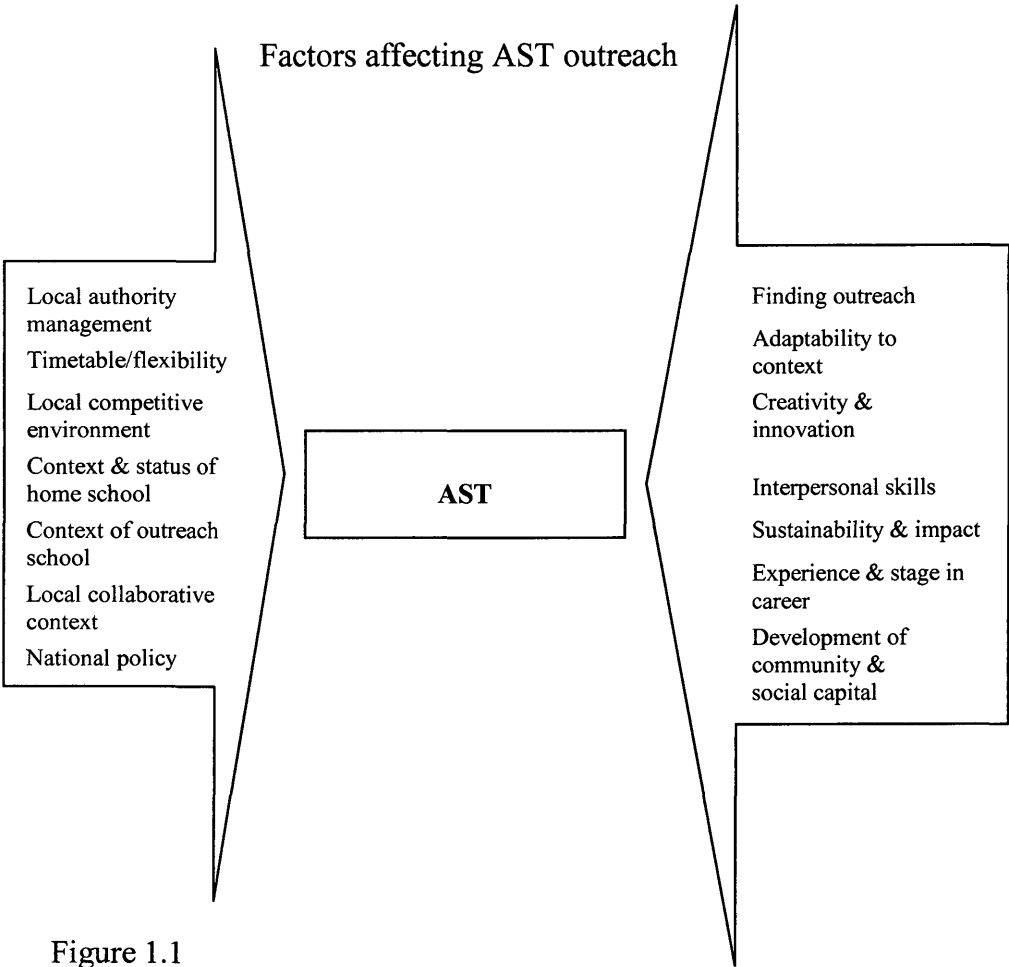 Factors affecting AST outreach
Local authority
management
Timetable/flexibility
Local competitive
environment
Context & status of
home school
Context of outreach
school
Local collaborative
context
National policy
AST
Finding outreach
Adaptability to
context
Creativity &
innovation
Interpersonal skills
Sustainability & impact
Experience & stage in
career
Development of
community &
social capital
Figure 1.1